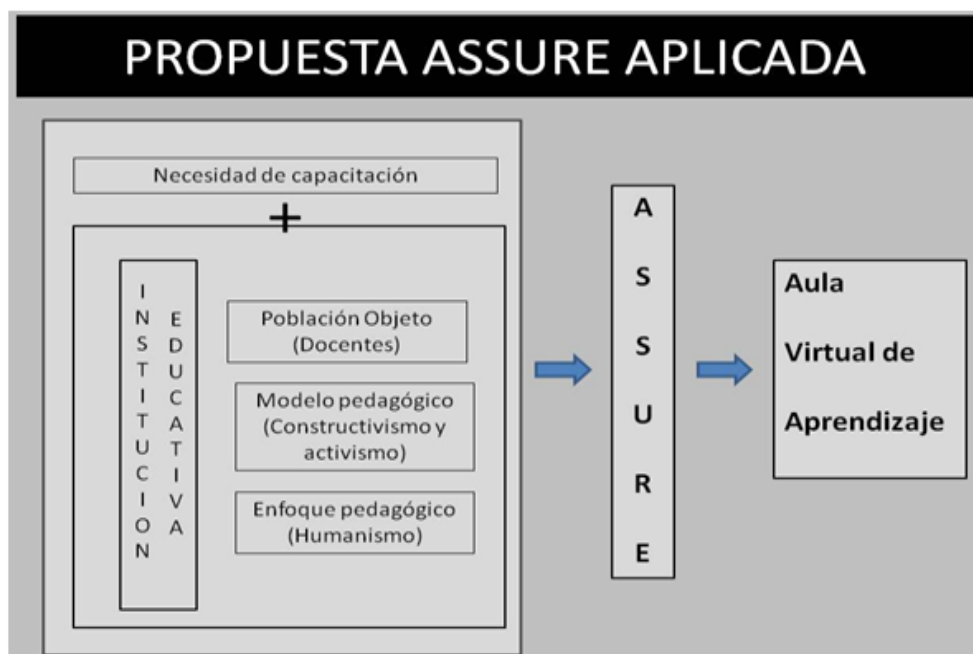 PROPUESTA ASSURE APLICADA
Necesidad de capacitación
+
INSTITUCION
EDUCATIVA
Población Objeto
(Docentes)
Modelo pedagógico
(Constructivismo y
activismo)
Enfoque pedagógico
(Humanismo)
ASSURE
Aula
Virtual de
Aprendizaje